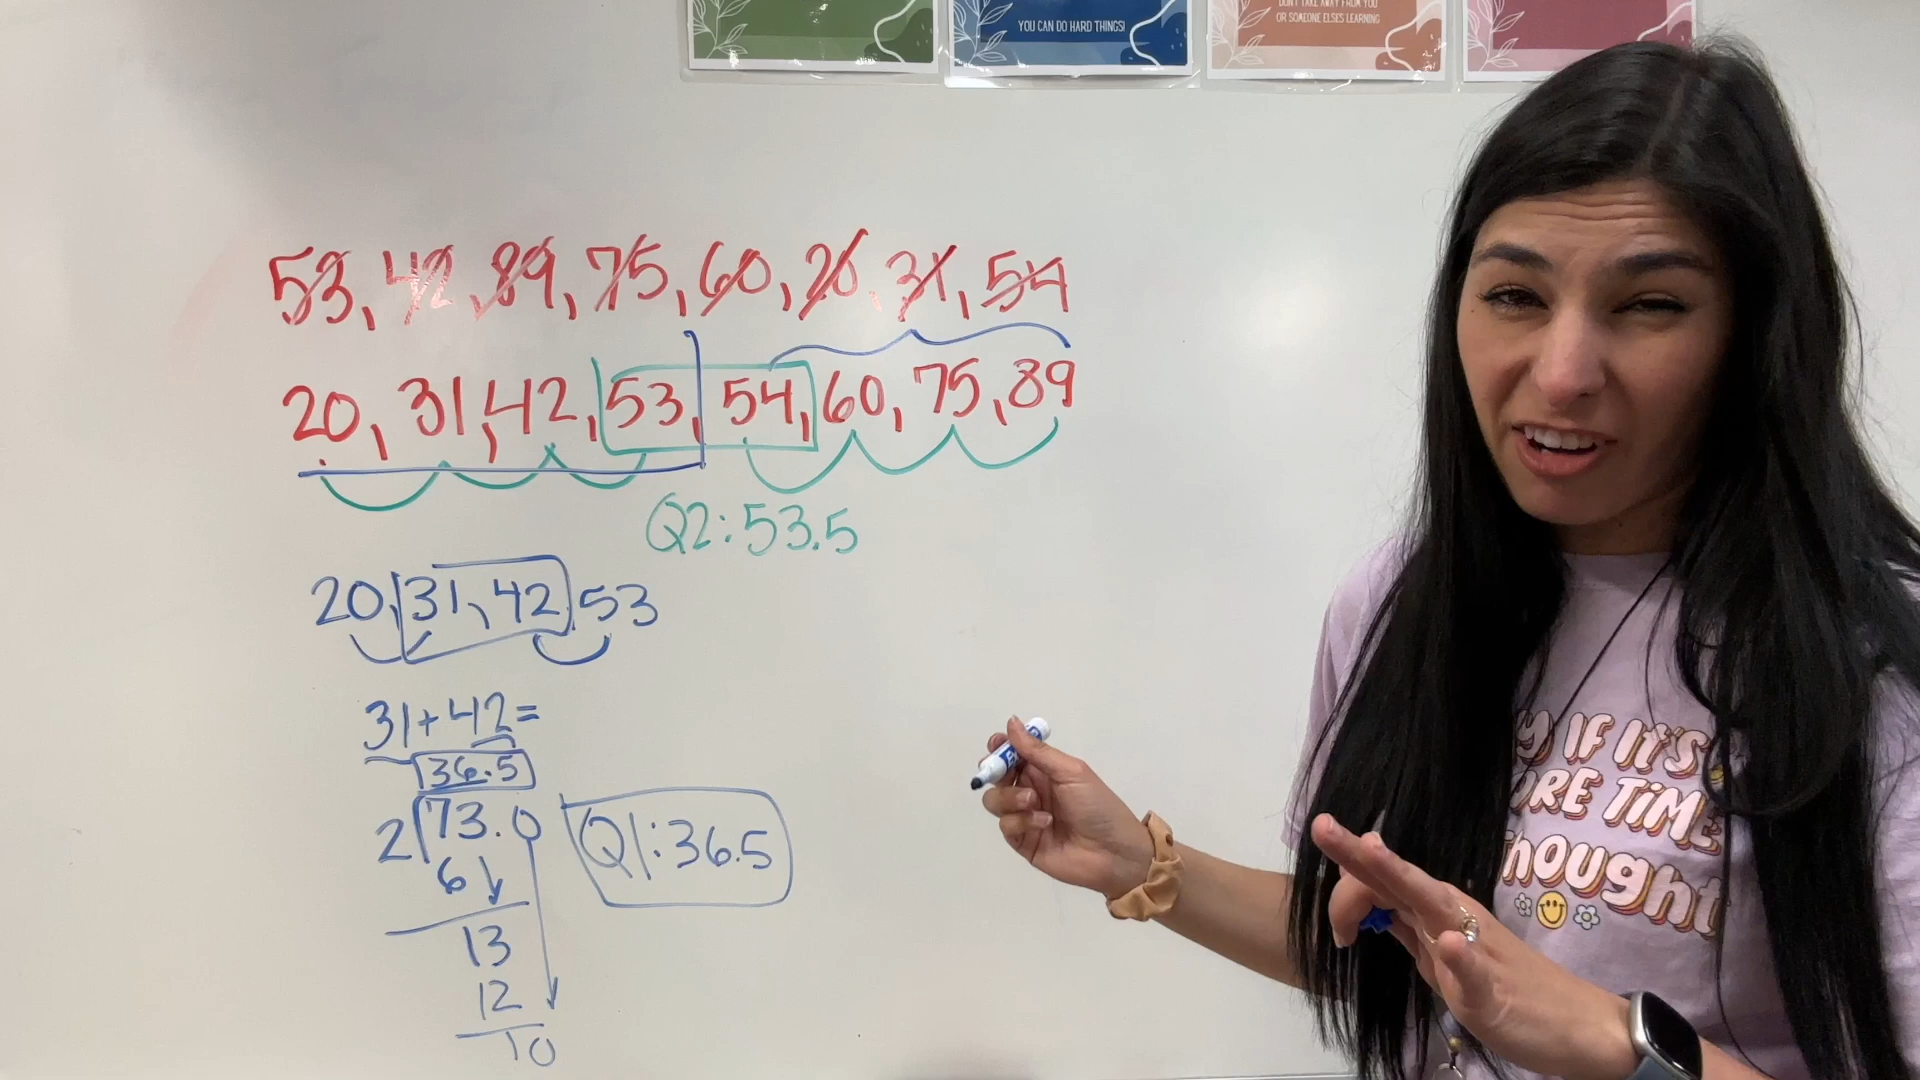 YOU CAN DO HARD THINGS!
DON'T TAKE AWAY FROM YOU
OR SOMEONE ELSE'S LEARNING
53, 42, 89, 75, 60, 20, 31, 54
20, 31, 42, 53, 54, 60, 75, 89
Q2: 53.5
20, 31, 42, 53
31+42=
36.5
2 73.0
6
13
12
10
Q1: 36.5
IF IT'S
thought